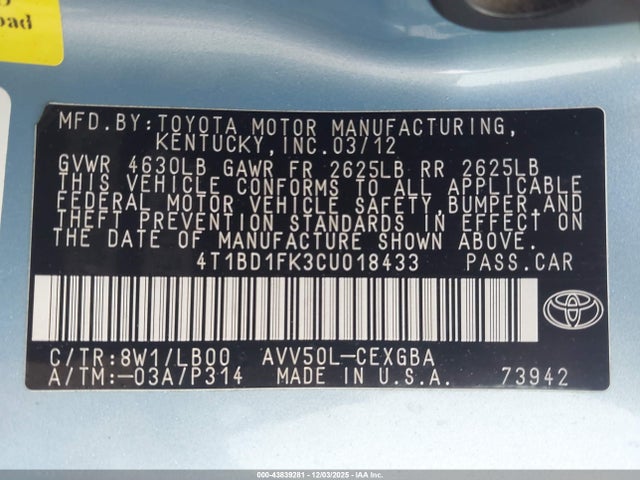 oad
MFD.BY:TOYOTA MOTOR MANUFACTURING,
KENTUCKY, INC.03/12
GVWR 4630LB GAWR FR 2625LB RR 2625LB
THIS VEHICLE CONFORMS TO ALL APPLICABLE
FEDERAL MOTOR VEHICLE SAFETY,BUMPER,AND
THEFT PREVENTION STANDARDS IN EFFECT ON
THE DATE OF MANUFACTURE SHOWN ABOVE.
4T1BD1FK3CU018433 PASS.CAR
C/TR:8W1/LB00 AVV50L-CEXGBA
A/TM:-03A/P314 MADE IN U.S.A. 73942
000-43839281 - 12/03/2025 - IAA, Inc.